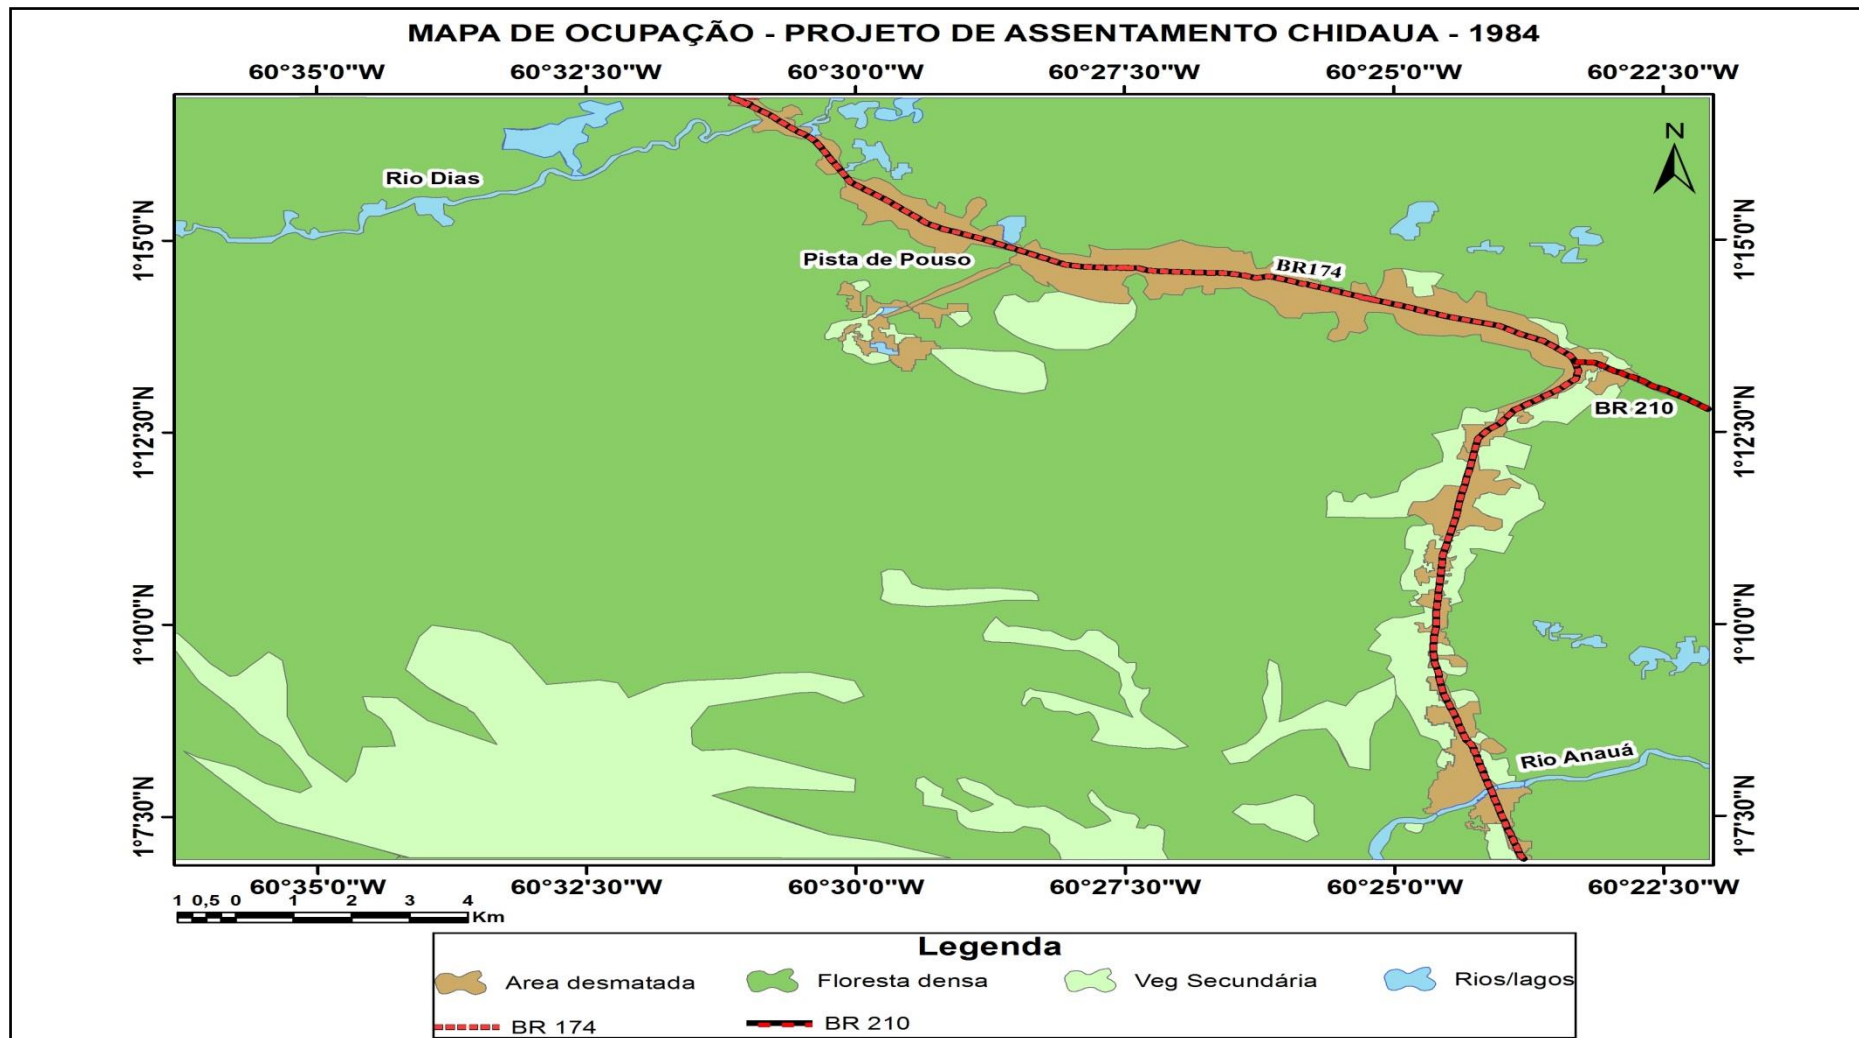 MAPA DE OCUPAÇÃO - PROJETO DE ASSENTAMENTO CHIDAUA - 1984
60°35'0"W 60°32'30"W 60°30'0"W 60°27'30"W 60°25'0"W 60°22'30"W
N
Rio Dias
1°15'0"N
1°15'0"N
Pista de Pouso
BR174
BR 210
1°12'30"N
1°12'30"N
1°10'0"N
1°10'0"N
Rio Anauá
1°7'30"N
1°7'30"N
60°35'0"W 60°32'30"W 60°30'0"W 60°27'30"W 60°25'0"W 60°22'30"W
1 0,5 0 1 2 3 4
Km
Legenda
Area desmatada Floresta densa Veg Secundária Rios/lagos
BR 174 BR 210